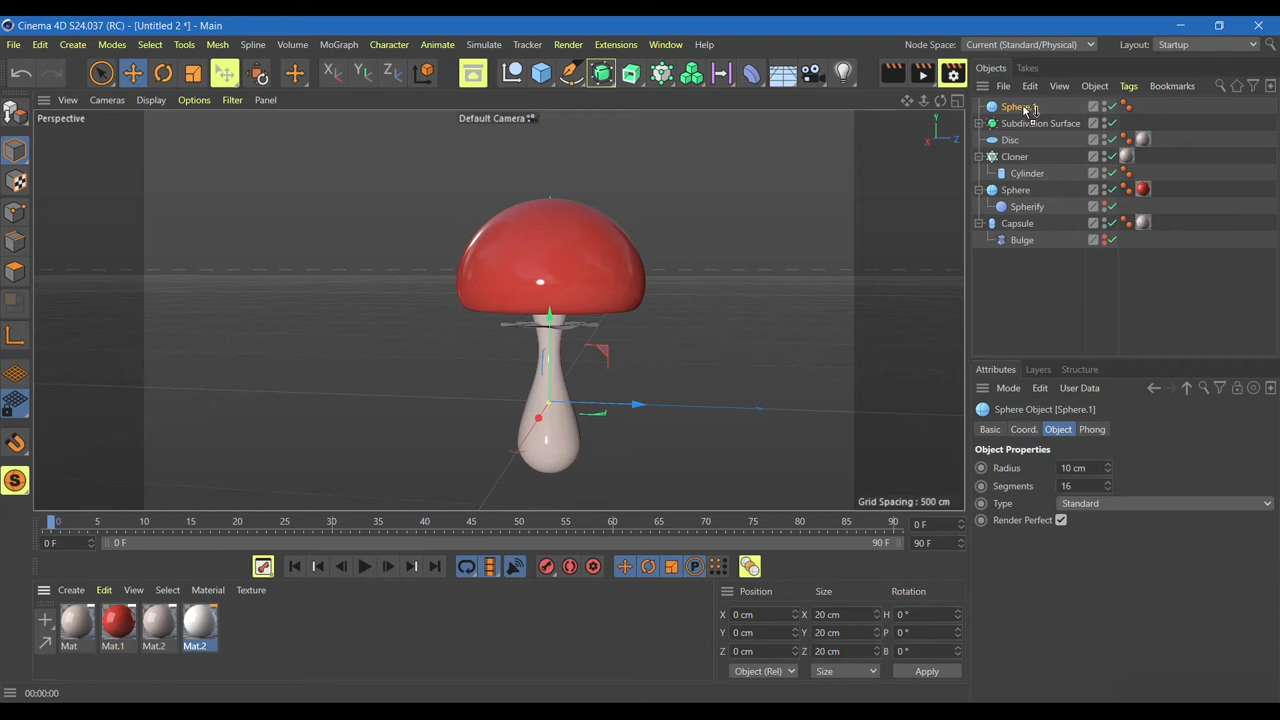 Cinema 4D S24.037 (RC) - [Untitled 2 *] - Main
File Edit Create Modes Select Tools Mesh Spline Volume MoGraph Character Animate Simulate Tracker Render Extensions Window Help Node Space: Current (Standard/Physical) Layout: Startup
X Y Z
Objects Takes
File Edit View Object Tags Bookmarks
View Cameras Display Options Filter Panel
Perspective
Default Camera
Y
X Z
Sphere.1
Subdivision Surface
Disc
Cloner
Cylinder
Sphere
Spherify
Capsule
Bulge
Attributes Layers Structure
Mode Edit User Data
Sphere Object [Sphere.1]
Basic Coord. Object Phong
Object Properties
Radius 10 cm
Segments 16
Type Standard
Render Perfect
Grid Spacing : 500 cm
0 5 10 15 20 25 30 35 40 45 50 55 60 65 70 75 80 85 90 0 F
0 F 0 F 90 F 90 F
P
S
Create Edit View Select Material Texture
Mat Mat.1 Mat.2 Mat.2
Position Size Rotation
X 0 cm X 20 cm H 0 °
Y 0 cm Y 20 cm P 0 °
Z 0 cm Z 20 cm B 0 °
Object (Rel) Size Apply
00:00:00